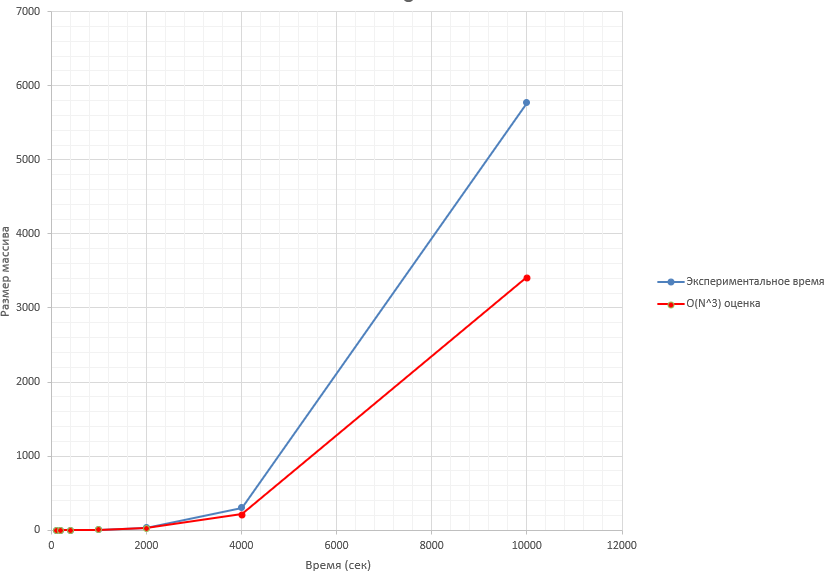 7000
6000
5000
4000
3000
2000
1000
0
Размер массива
0 2000 4000 6000 8000 10000 12000
Время (сек)
Экспериментальное время
O(N^3) оценка